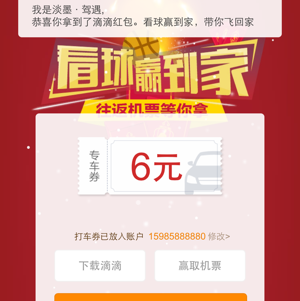 我是淡墨·驾遇,
恭喜你拿到了滴滴红包。看球赢到家，带你飞回家
看球赢到家
往返机票等你拿
专车券
6元
打车券已放入账户 15985888880 修改>
下载滴滴
赢取机票